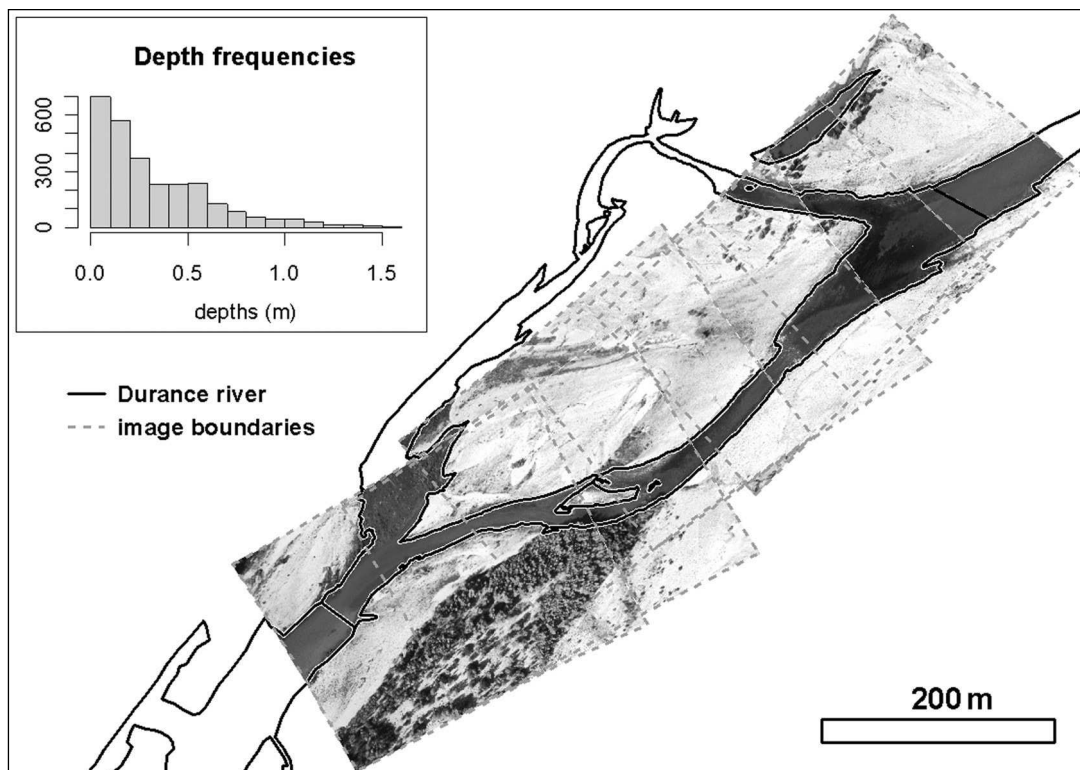 Depth frequencies
600
300
0
0.0 0.5 1.0 1.5
depths (m)
Durance river
image boundaries
200 m